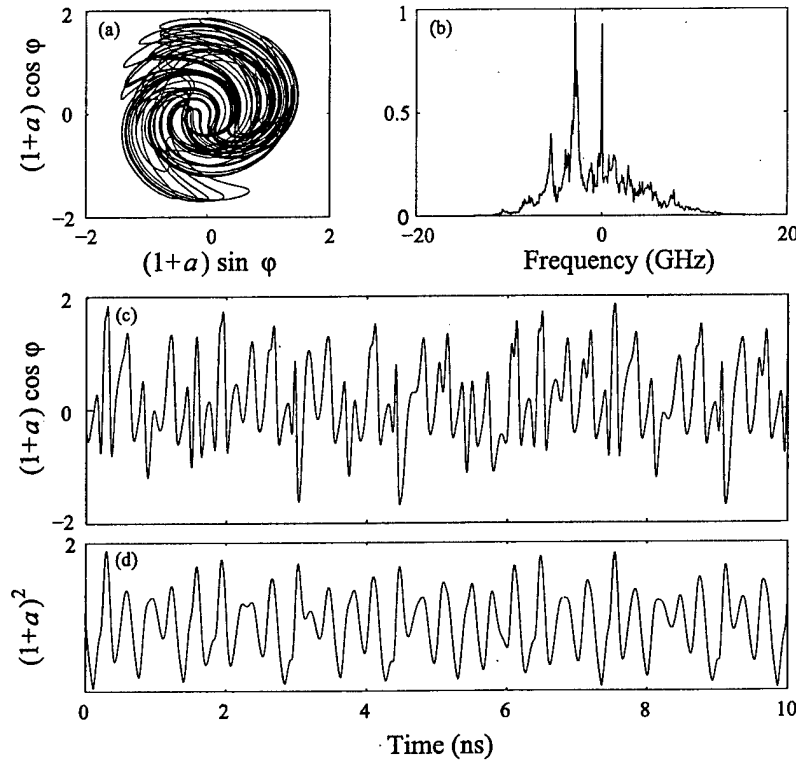 (a)
(1+a) cos φ
2
0
−2
−2
0
2
(1+a) sin φ
(b)
1
0.5
0
−20
0
20
Frequency (GHz)
(c)
(1+a) cos φ
2
0
−2
(d)
(1+a)²
2
0
2
4
6
8
10
Time (ns)